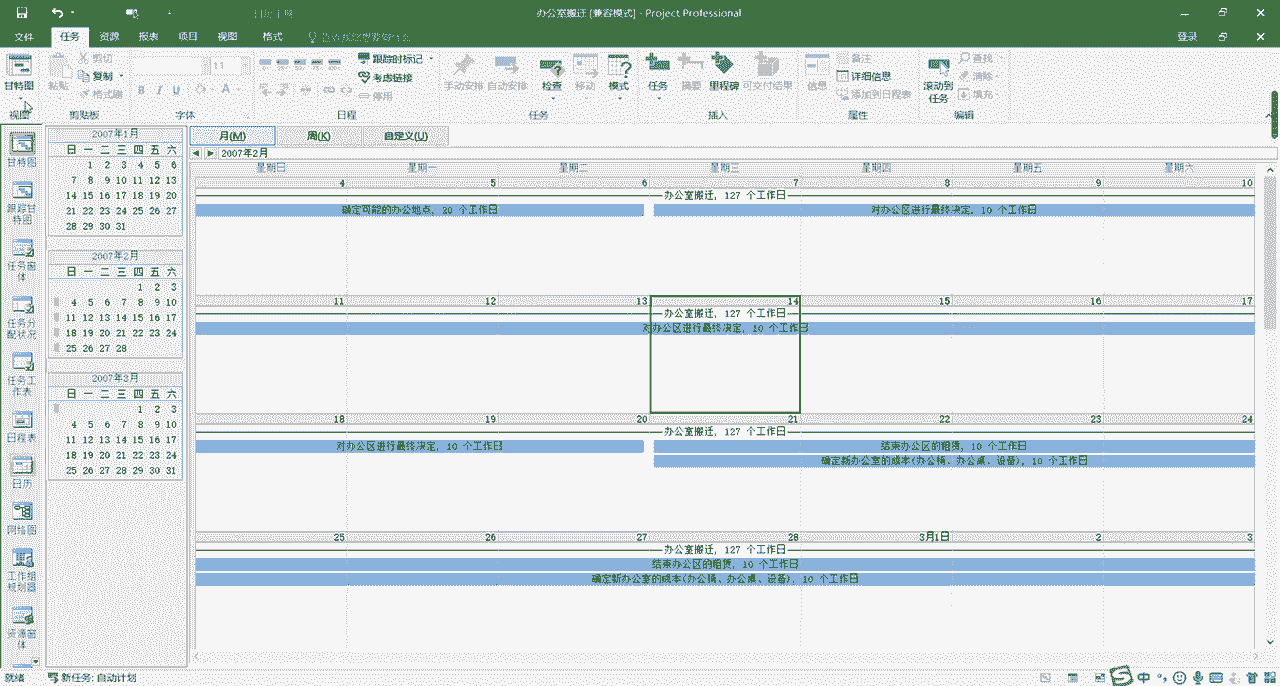 办公室搬迁 [兼容模式] - Project Professional
文件 任务 资源 报表 项目 视图 格式
登录
甘特图 粘贴 剪切 复制 格式刷
11
B I U A
跟踪时标记 考虑链接 停用
手动安排 自动安排 检查 移动 模式
任务 摘要 里程碑 可交付结果
信息 备注 详细信息 添加到日程表
滚动到任务 查找 清除 填充
视图 剪贴板 字体 日程 任务 插入 属性 编辑
甘特图
跟踪甘特图
任务窗体
任务分配状况
任务工作表
日程表
日历
网络图
工作组规划器
资源窗体
2007年1月
日 一 二 三 四 五 六
1 2 3 4 5 6
7 8 9 10 11 12 13
14 15 16 17 18 19 20
21 22 23 24 25 26 27
28 29 30 31
2007年2月
日 一 二 三 四 五 六
1 2 3
4 5 6 7 8 9 10
11 12 13 14 15 16 17
18 19 20 21 22 23 24
25 26 27 28
2007年3月
日 一 二 三 四 五 六
1 2 3
4 5 6 7 8 9 10
11 12 13 14 15 16 17
18 19 20 21 22 23 24
25 26 27 28 29 30 31
月(M) 周(K) 自定义(U)
2007年2月
星期日 星期一 星期二 星期三 星期四 星期五 星期六
4 5 6 7 8 9 10
办公室搬迁, 127 个工作日
确定可能的办公地点, 20 个工作日 对办公区进行最终决定, 10 个工作日
11 12 13 14 15 16 17
办公室搬迁, 127 个工作日
对办公区进行最终决定, 10 个工作日
18 19 20 21 22 23 24
办公室搬迁, 127 个工作日
对办公区进行最终决定, 10 个工作日 结束办公区的租赁, 10 个工作日
确定新办公室的成本(办公椅、办公桌、设备), 10 个工作日
25 26 27 28 3月1日 2 3
办公室搬迁, 127 个工作日
结束办公区的租赁, 10 个工作日
确定新办公室的成本(办公椅、办公桌、设备), 10 个工作日
就绪 新任务: 自动计划
中